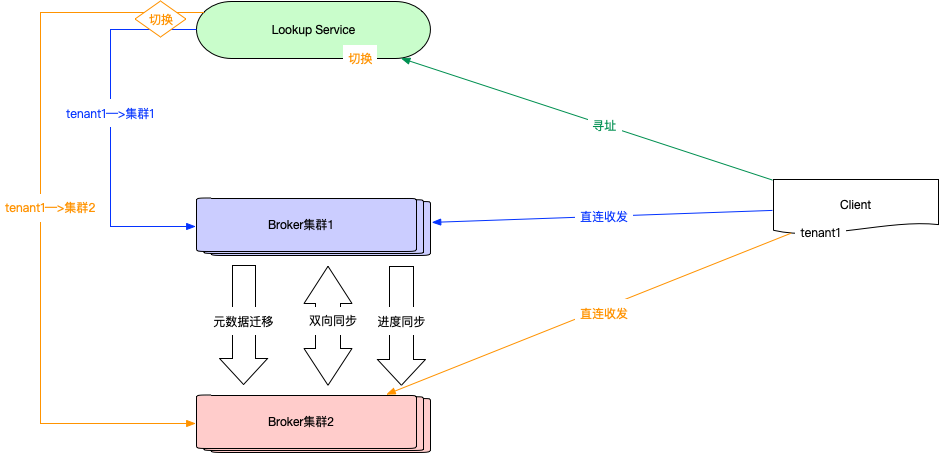 切换
Lookup Service
切换
tenant1—>集群1
寻址
tenant1—>集群2
Client
Broker集群1
直连收发
tenant1
元数据迁移
双向同步
进度同步
直连收发
Broker集群2